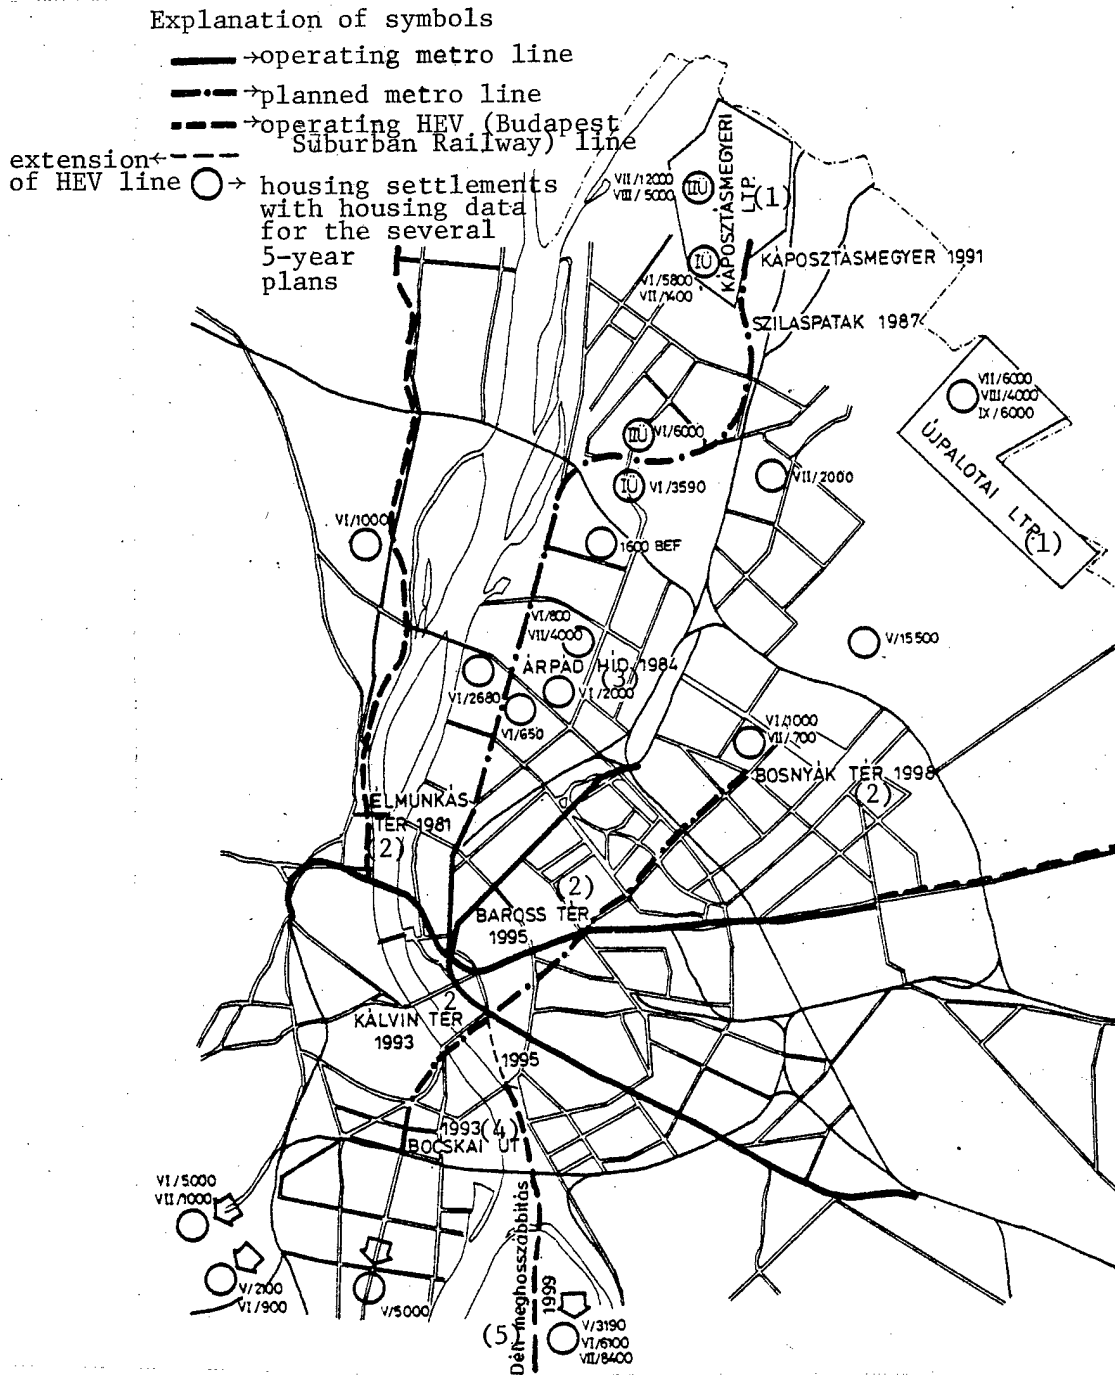 Explanation of symbols
→operating metro line
→planned metro line
→operating HEV (Budapest
Suburban Railway) line
extension←
of HEV line
→ housing settlements
with housing data
for the several
5-year
plans
VII/12000
VIII/5000
IIÜ
KÁPOSZTÁSMEGYERI
LTP.
(1)
IÜ
VI/5800
VII/1400
KÁPOSZTÁSMEGYER 1991
SZILASPATAK 1987
VII/6000
VIII/4000
IX/6000
ÚJPALOTAI LTP.
(1)
IIÜ
VI/6000
IÜ
VI/3590
VII/2000
VI/1000
1600 BEF
VI/800
VII/4000
V/15500
ÁRPÁD HÍD 1984
(3)
VI/2680
VI/2000
VI/650
VI/1000
VII/700
BOSNYÁK TÉR 1998
(2)
ÉLMUNKÁS
TÉR 1981
(2)
(2)
BAROSS TÉR
1995
2
KÁLVIN TÉR
1993
1995
1993(4)
BOCSKAI ÚT
VI/5000
VII/1000
V/2100
VI/900
V/5000
Déli meghosszabbítás
1999
(5)
V/3190
VI/6100
VII/8400